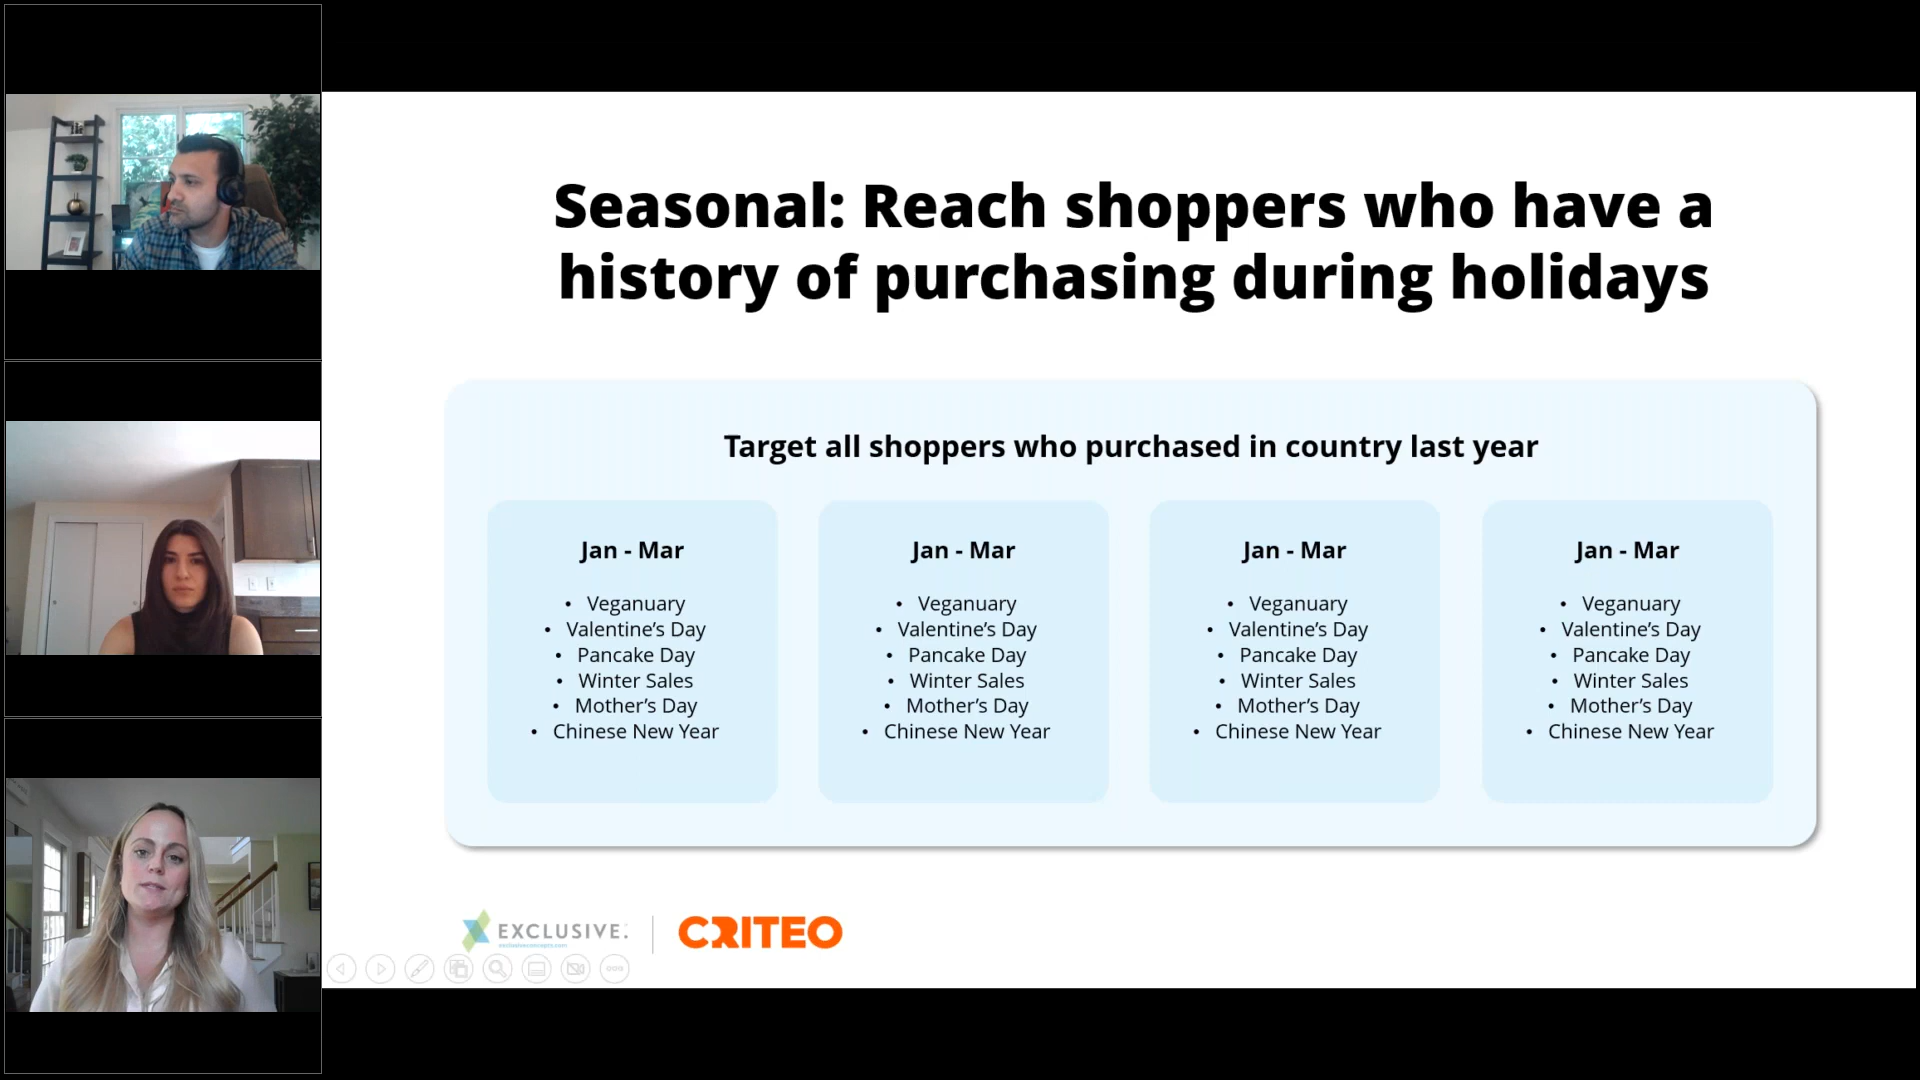 Seasonal: Reach shoppers who have a
history of purchasing during holidays
Target all shoppers who purchased in country last year
Jan - Mar
• Veganuary
• Valentine’s Day
• Pancake Day
• Winter Sales
• Mother’s Day
• Chinese New Year
Jan - Mar
• Veganuary
• Valentine’s Day
• Pancake Day
• Winter Sales
• Mother’s Day
• Chinese New Year
Jan - Mar
• Veganuary
• Valentine’s Day
• Pancake Day
• Winter Sales
• Mother’s Day
• Chinese New Year
Jan - Mar
• Veganuary
• Valentine’s Day
• Pancake Day
• Winter Sales
• Mother’s Day
• Chinese New Year
EXCLUSIVE.
exclusiveconcepts.com
CRITEO